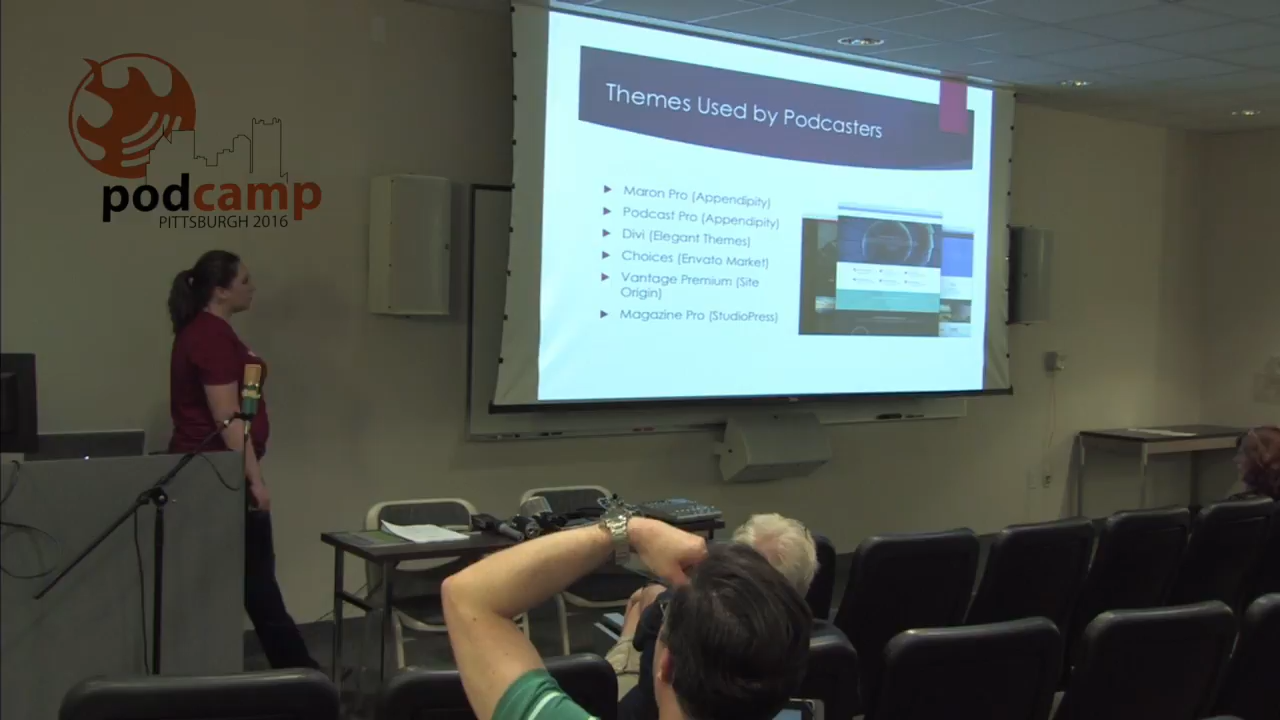 podcamp
PITTSBURGH 2016
Themes Used by Podcasters
Maron Pro (Appendipity)
Podcast Pro (Appendipity)
Divi (Elegant Themes)
Choices (Envato Market)
Vantage Premium (Site
Origin)
Magazine Pro (StudioPress)